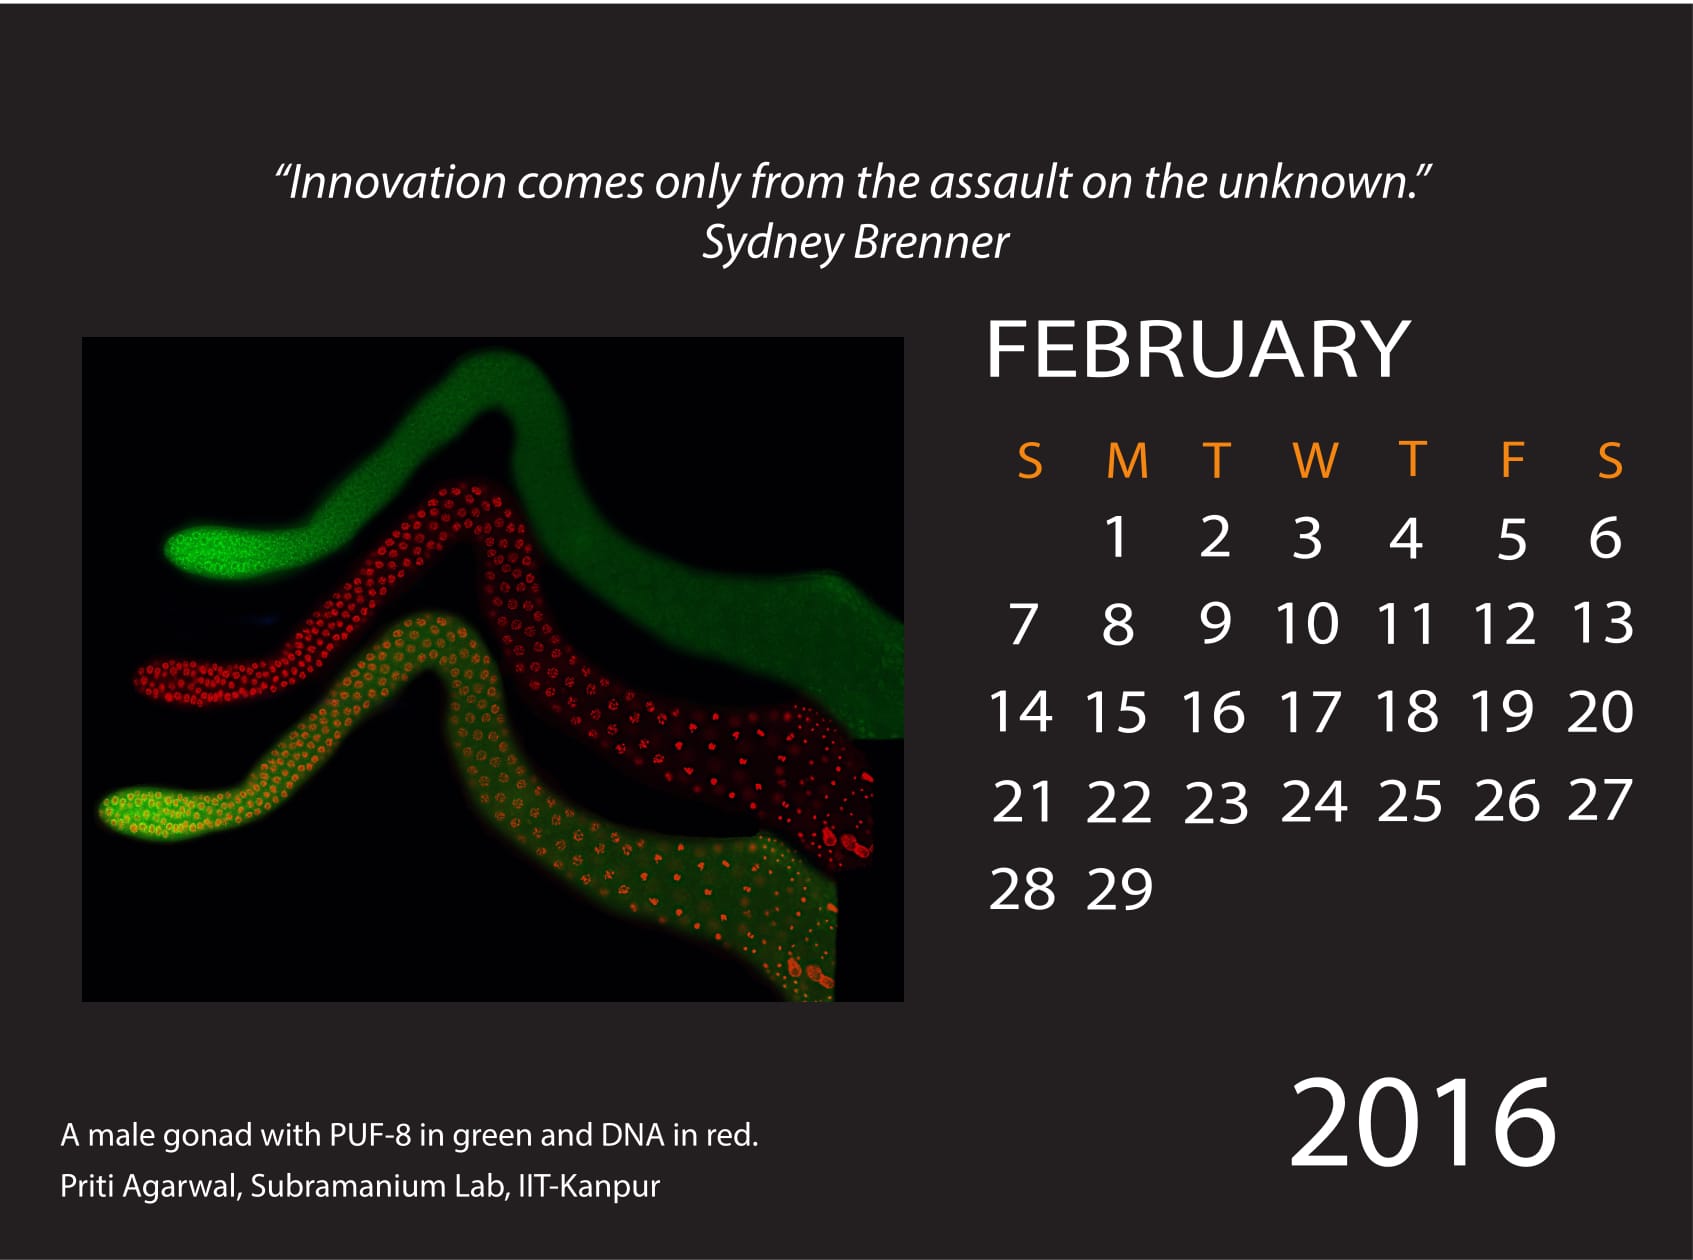 “Innovation comes only from the assault on the unknown.”
Sydney Brenner
FEBRUARY
S M T W T F S
1 2 3 4 5 6
7 8 9 10 11 12 13
14 15 16 17 18 19 20
21 22 23 24 25 26 27
28 29
2016
A male gonad with PUF-8 in green and DNA in red.
Priti Agarwal, Subramanium Lab, IIT-Kanpur